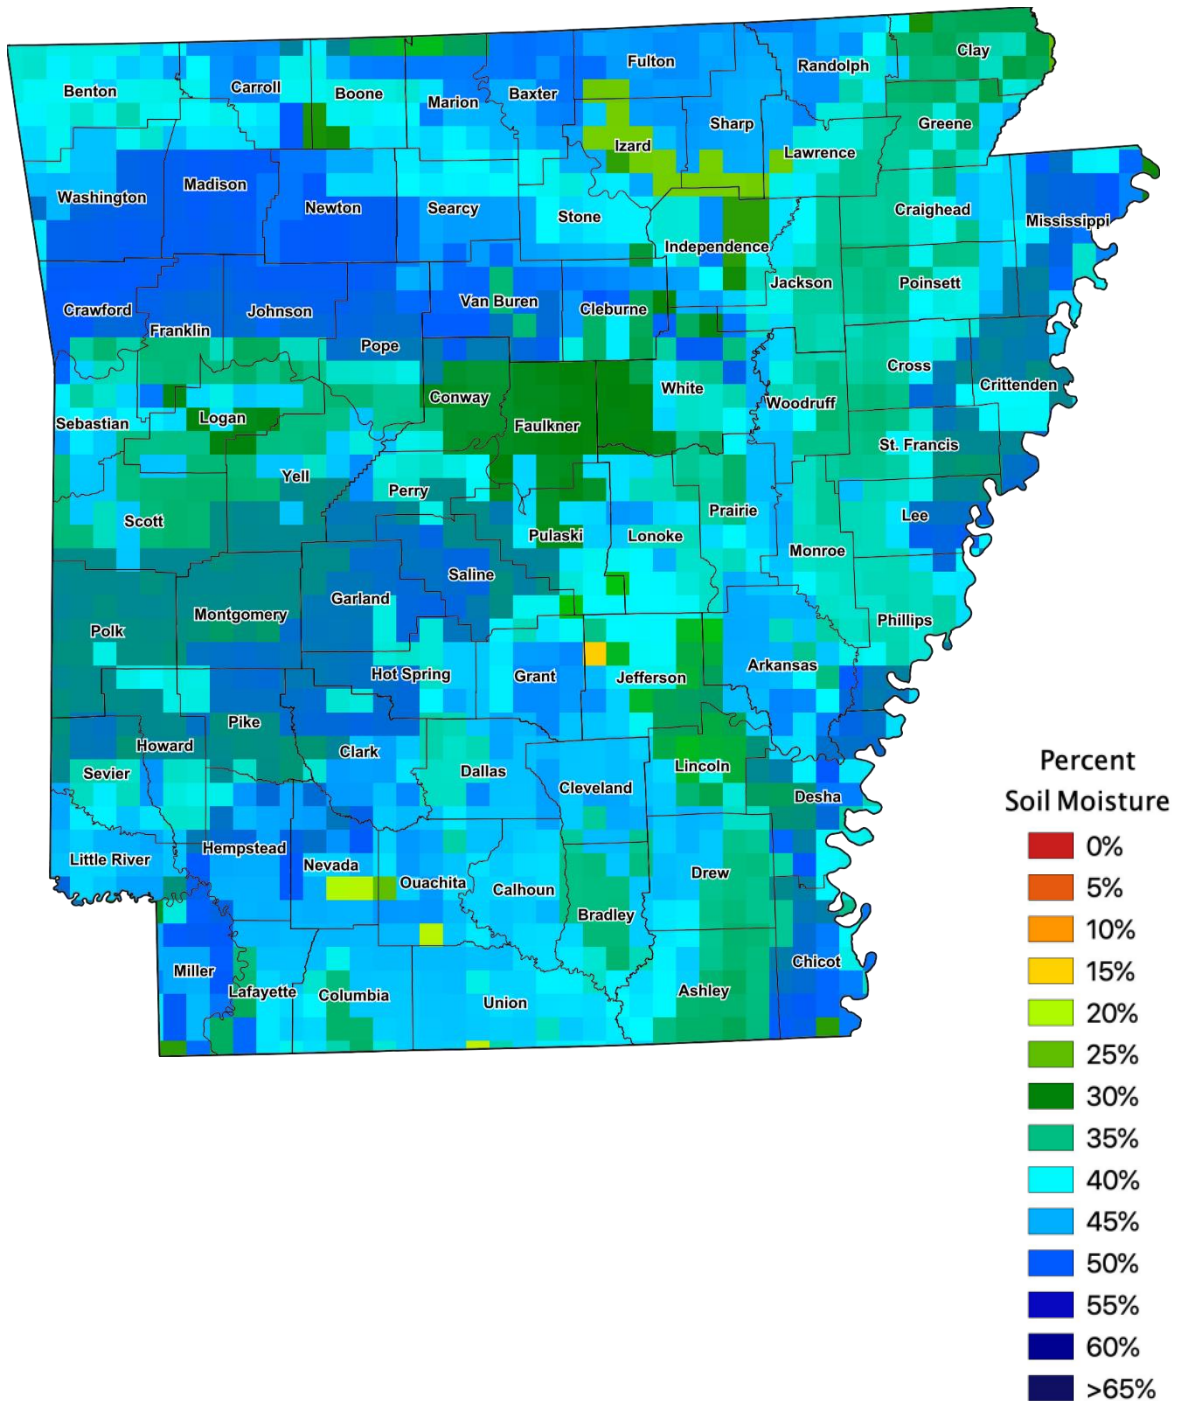 Clay
Fulton
Randolph
Carroll
Benton
Boone
Baxter
Marion
Sharp
Greene
Izard
Lawrence
Madison
Washington
Newton
Searcy
Craighead
Stone
Mississippi
Independence
Jackson
Poinsett
Van Buren
Crawford
Johnson
Cleburne
Franklin
Pope
Cross
Crittenden
White
Conway
Woodruff
Logan
Sebastian
Faulkner
St. Francis
Yell
Perry
Prairie
Lee
Scott
Pulaski
Lonoke
Monroe
Saline
Garland
Montgomery
Phillips
Polk
Arkansas
Hot Spring
Grant
Jefferson
Pike
Howard
Clark
Percent
Soil Moisture
Lincoln
Sevier
Dallas
Cleveland
Desha
Hempstead
Little River
Nevada
Drew
Ouachita
Calhoun
Bradley
Chicot
Miller
Lafayette
Columbia
Ashley
Union
0%
5%
10%
15%
20%
25%
30%
35%
40%
45%
50%
55%
60%
>65%